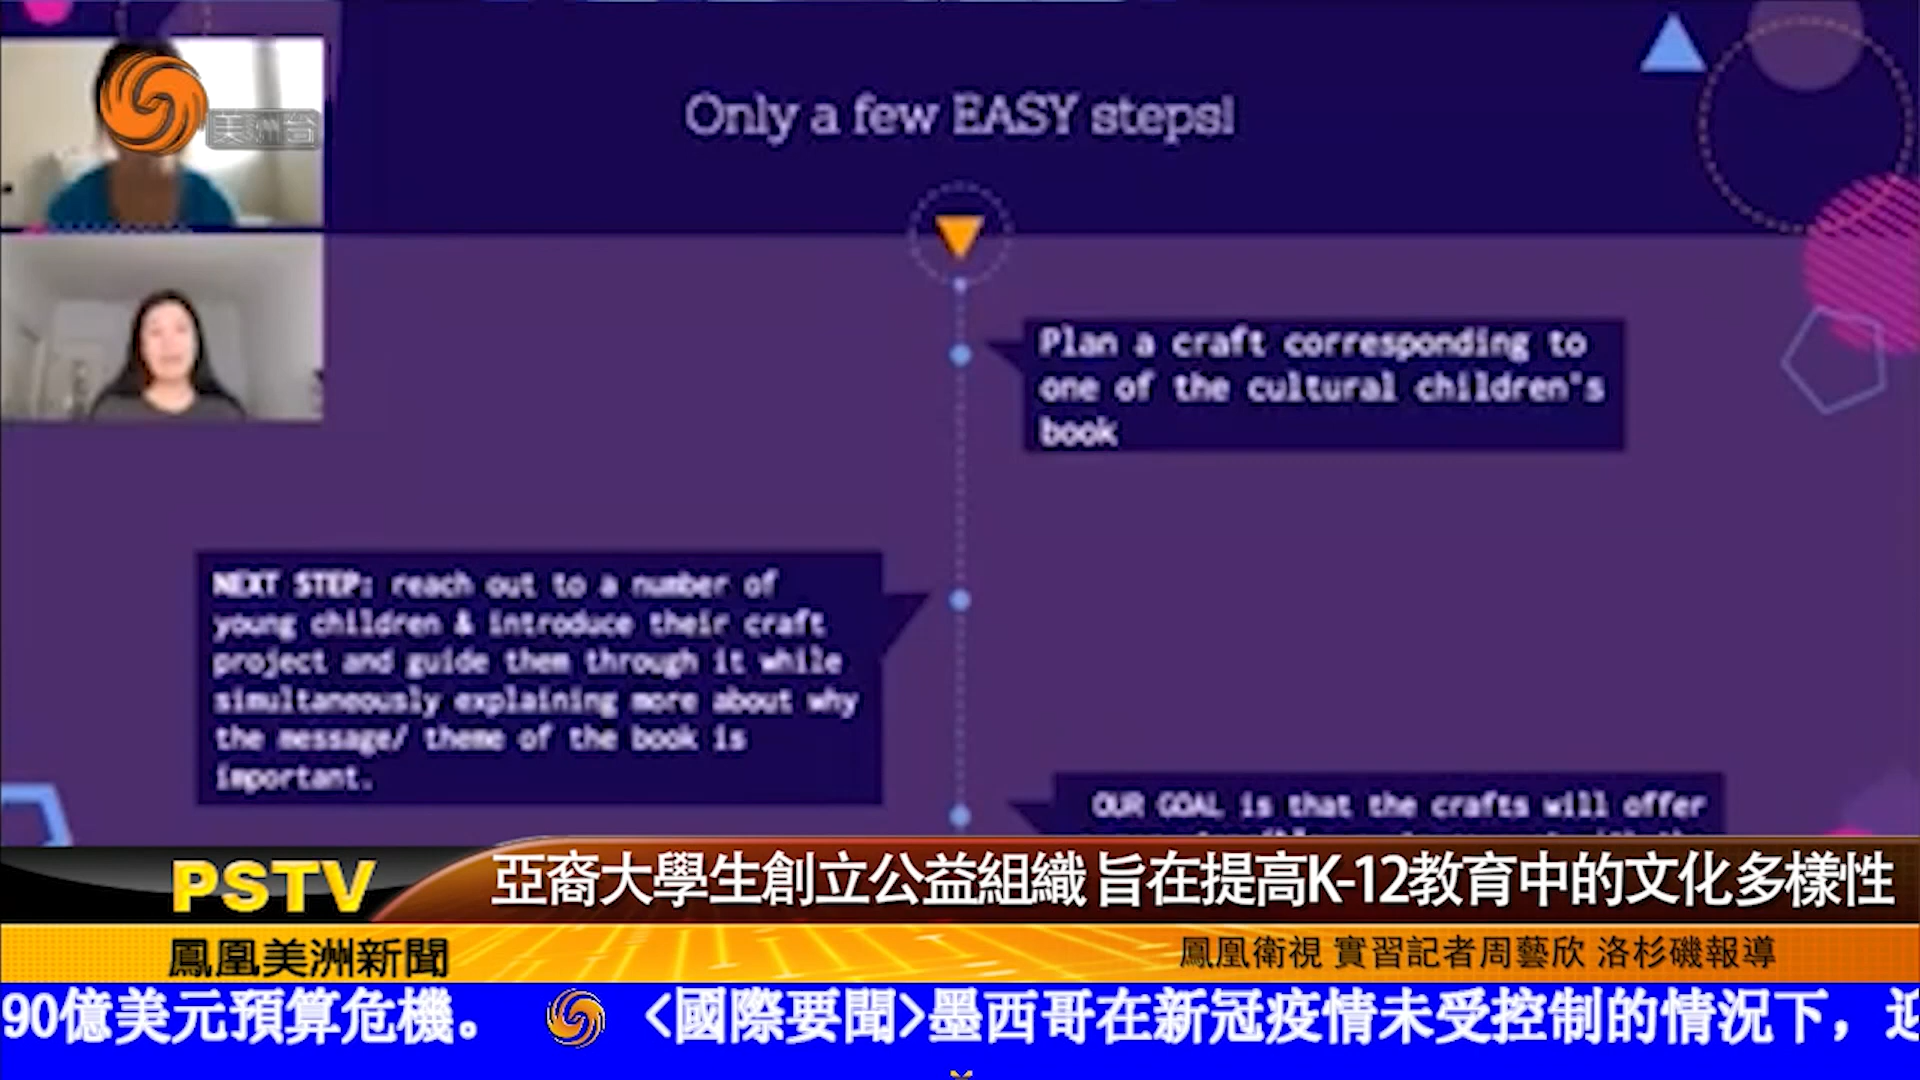 美洲台
Only a few EASY steps!
Plan a craft corresponding to
one of the cultural children's
book
NEXT STEP: reach out to a number of
young children & introduce their craft
project and guide them through it while
simultaneously explaining more about why
the message/ theme of the book is
important.
OUR GOAL is that the crafts will offer
PSTV
亞裔大學生創立公益組織 旨在提高K-12教育中的文化多樣性
鳳凰美洲新聞
鳳凰衛視 實習記者周藝欣 洛杉磯報導
90億美元預算危機。 <國際要聞>墨西哥在新冠疫情未受控制的情況下，